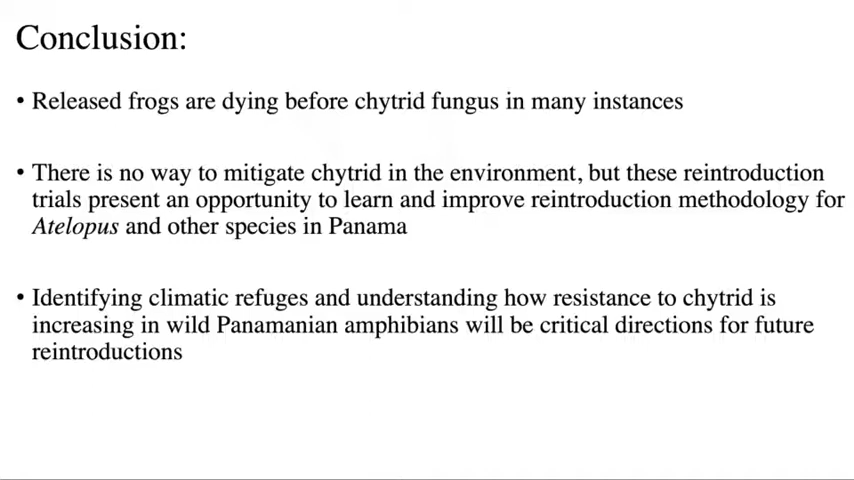 Conclusion:
• Released frogs are dying before chytrid fungus in many instances
• There is no way to mitigate chytrid in the environment, but these reintroduction
trials present an opportunity to learn and improve reintroduction methodology for
Atelopus and other species in Panama
• Identifying climatic refuges and understanding how resistance to chytrid is
increasing in wild Panamanian amphibians will be critical directions for future
reintroductions